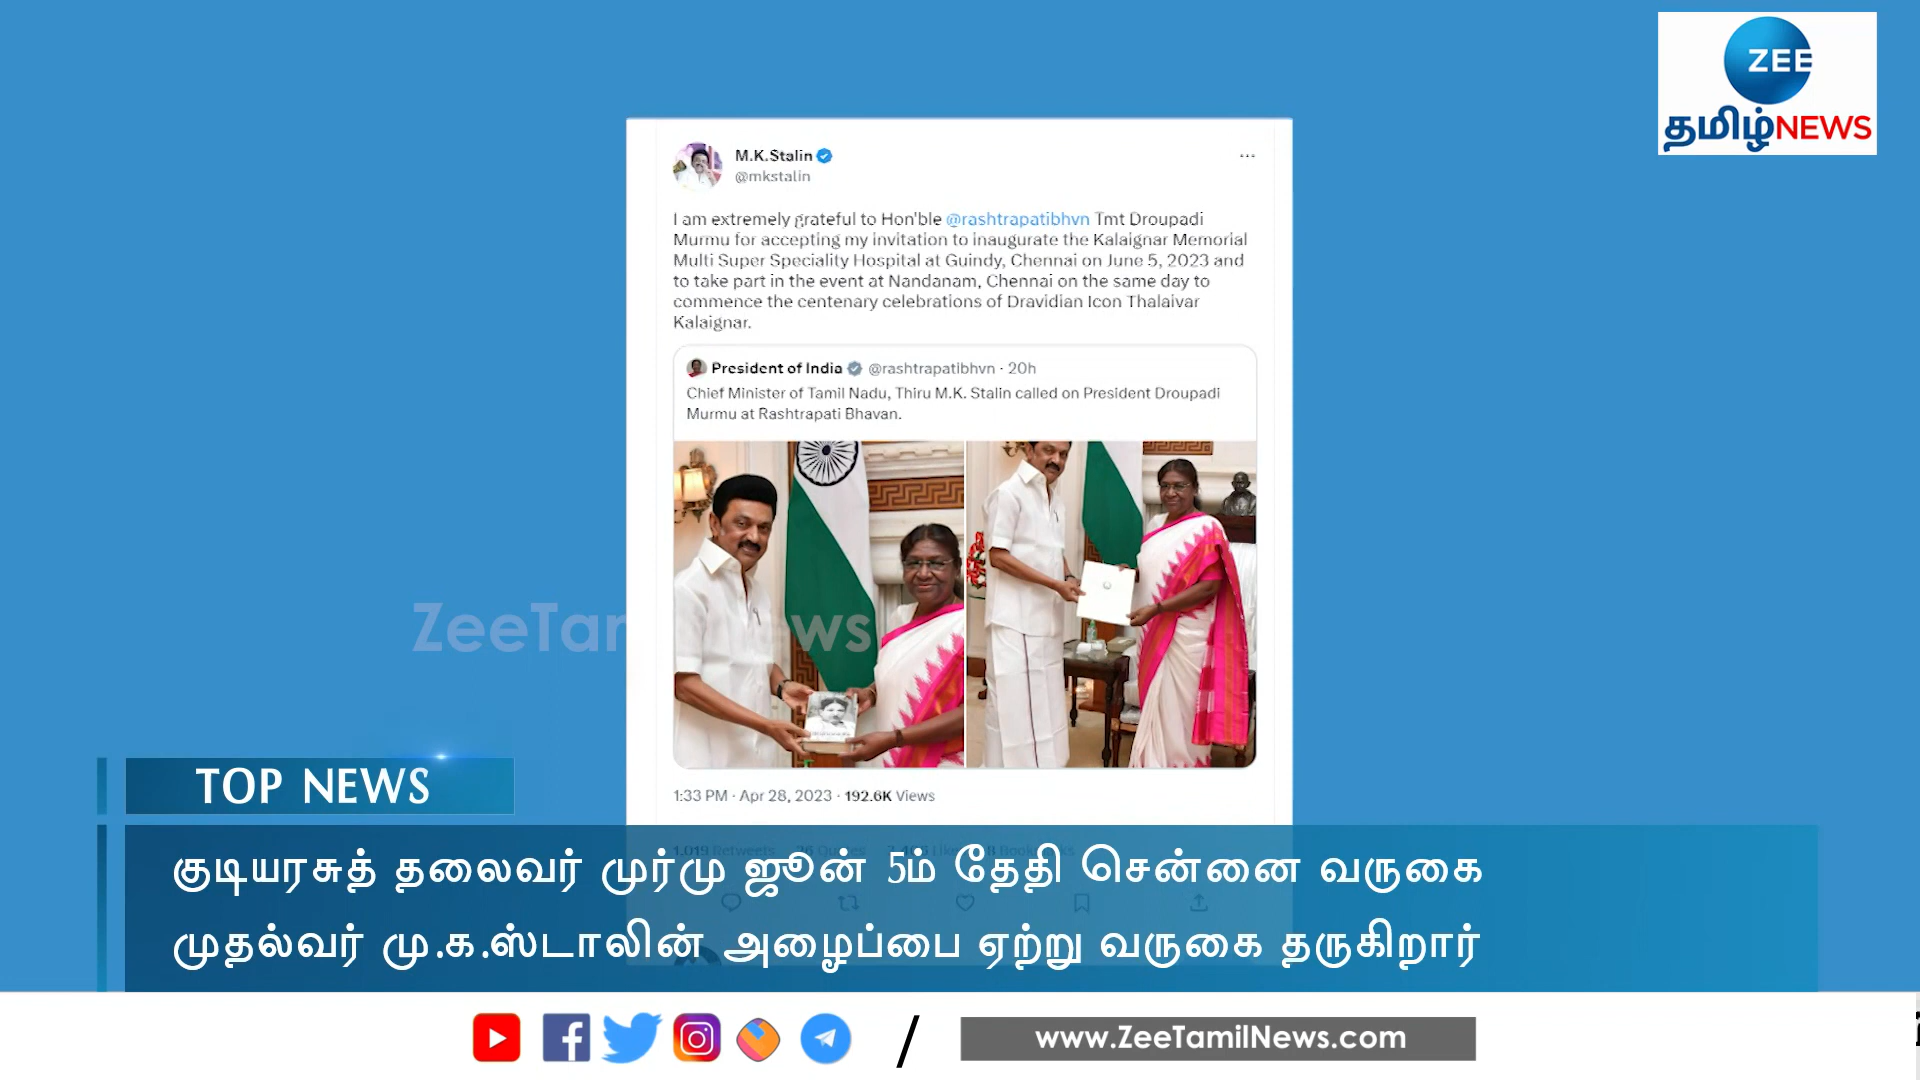 ZEE
தமிழ்NEWS
M.K.Stalin
@mkstalin
I am extremely grateful to Hon'ble @rashtrapatibhvn Tmt Droupadi
Murmu for accepting my invitation to inaugurate the Kalaignar Memorial
Multi Super Speciality Hospital at Guindy, Chennai on June 5, 2023 and
to take part in the event at Nandanam, Chennai on the same day to
commence the centenary celebrations of Dravidian Icon Thalaivar
Kalaignar.
President of India @rashtrapatibhvn · 20h
Chief Minister of Tamil Nadu, Thiru M.K. Stalin called on President Droupadi
Murmu at Rashtrapati Bhavan.
1:33 PM · Apr 28, 2023 · 192.6K Views
TOP NEWS
குடியரசுத் தலைவர் முர்மு ஜூன் 5ம் தேதி சென்னை வருகை
முதல்வர் மு.க.ஸ்டாலின் அழைப்பை ஏற்று வருகை தருகிறார்
/ www.ZeeTamilNews.com